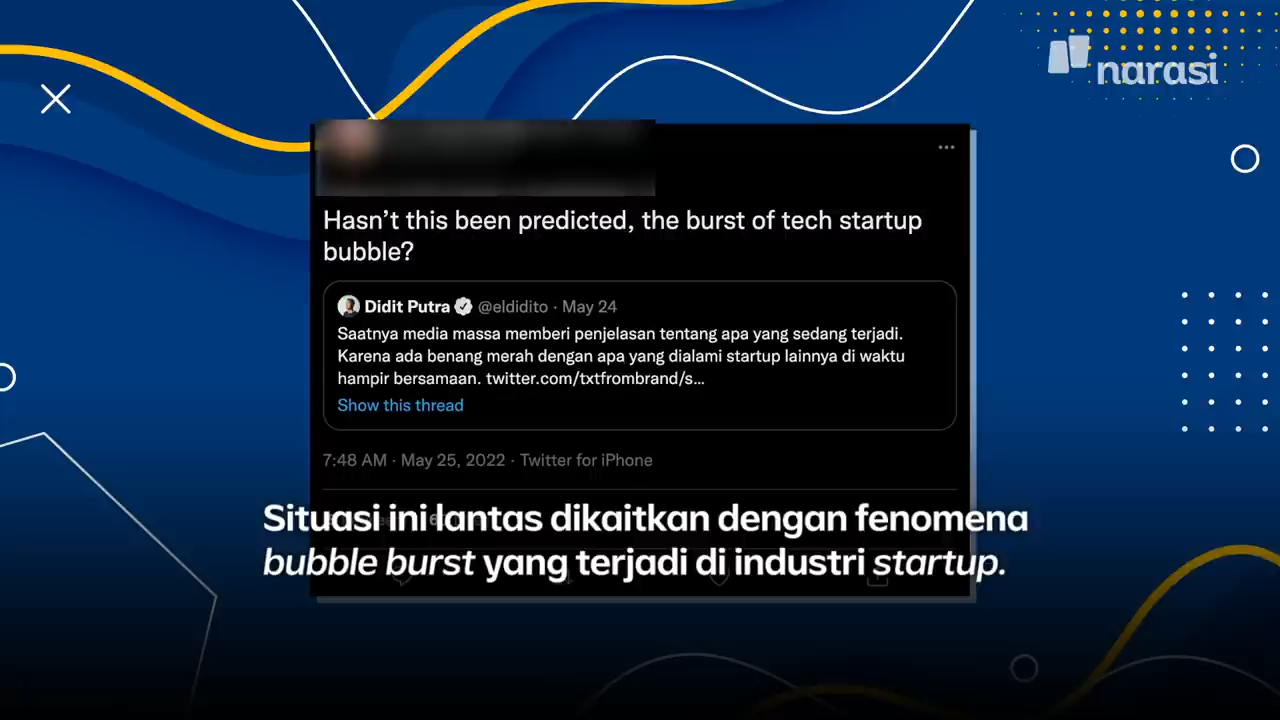 narasi
Hasn't this been predicted, the burst of tech startup
bubble?
Didit Putra @eldidito · May 24
Saatnya media massa memberi penjelasan tentang apa yang sedang terjadi.
Karena ada benang merah dengan apa yang dialami startup lainnya di waktu
hampir bersamaan. twitter.com/txtfrombrand/s...
Show this thread
7:48 AM · May 25, 2022 · Twitter for iPhone
Situasi ini lantas dikaitkan dengan fenomena
bubble burst yang terjadi di industri startup.